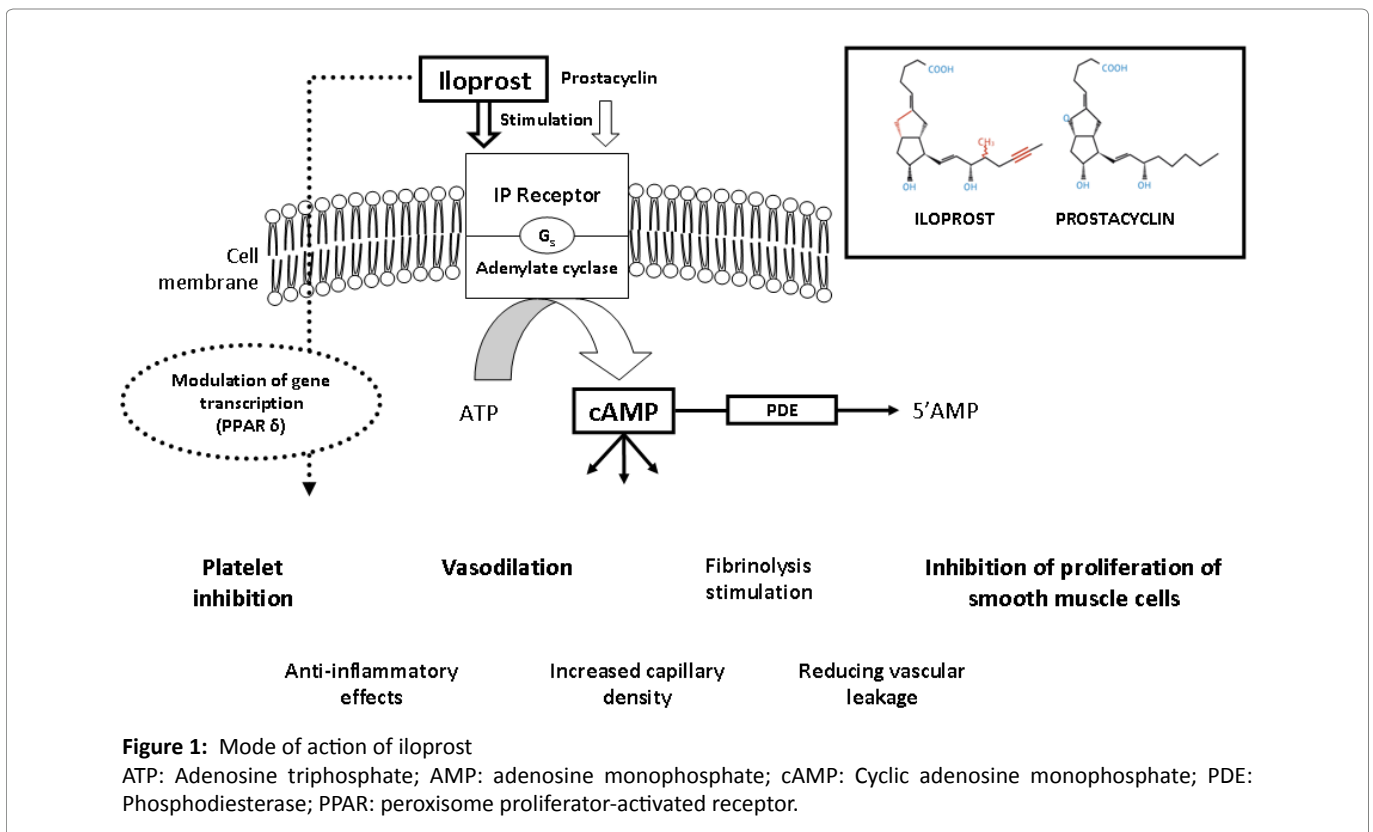 Iloprost
Prostacyclin
Stimulation
IP Receptor
Gs
Adenylate cyclase
Cell
membrane
Modulation of gene
transcription
(PPAR δ)
ATP
cAMP
PDE
5'AMP
COOH
CH₃
OH
OH
ILOPROST
COOH
O
OH
OH
PROSTACYCLIN
Platelet
inhibition
Vasodilation
Fibrinolysis
stimulation
Inhibition of proliferation of
smooth muscle cells
Anti-inflammatory
effects
Increased capillary
density
Reducing vascular
leakage
Figure 1: Mode of action of iloprost
ATP: Adenosine triphosphate; AMP: adenosine monophosphate; cAMP: Cyclic adenosine monophosphate; PDE:
Phosphodiesterase; PPAR: peroxisome proliferator-activated receptor.